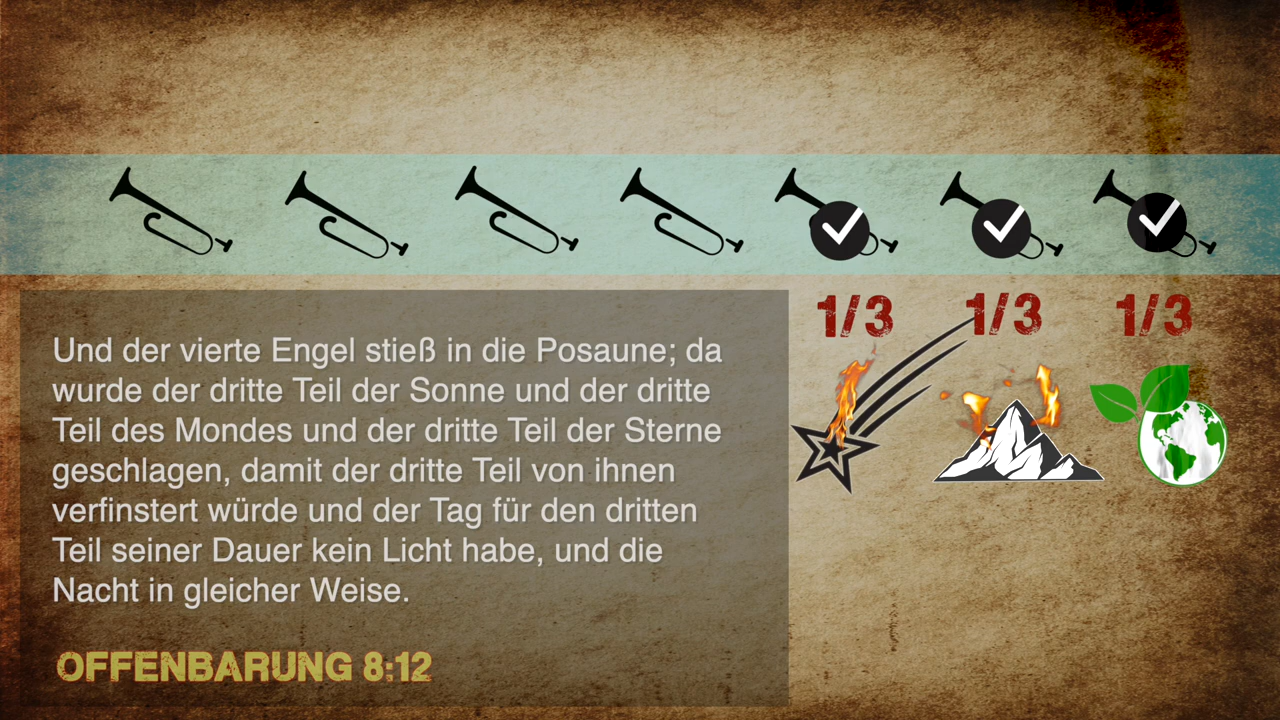 1/3 1/3 1/3
Und der vierte Engel stieß in die Posaune; da
wurde der dritte Teil der Sonne und der dritte
Teil des Mondes und der dritte Teil der Sterne
geschlagen, damit der dritte Teil von ihnen
verfinstert würde und der Tag für den dritten
Teil seiner Dauer kein Licht habe, und die
Nacht in gleicher Weise.
OFFENBARUNG 8:12